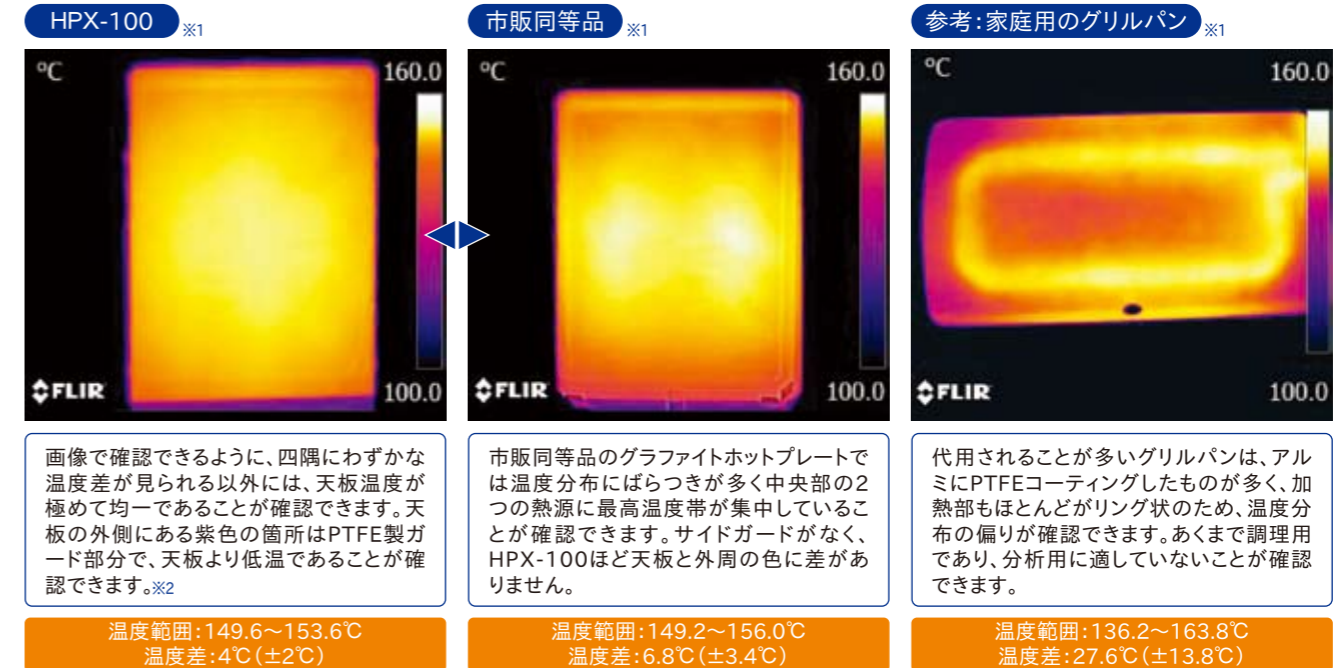 HPX-100 ※1
℃
160.0
FLIR
100.0
画像で確認できるように、四隅にわずかな
温度差が見られる以外には、天板温度が
極めて均一であることが確認できます。天
板の外側にある紫色の箇所はPTFE製ガ
ード部分で、天板より低温であることが確
認できます。※2
温度範囲:149.6～153.6℃
温度差:4℃(±2℃)
市販同等品 ※1
℃
160.0
FLIR
100.0
市販同等品のグラファイトホットプレートで
は温度分布にばらつきが多く中央部の2
つの熱源に最高温度帯が集中しているこ
とが確認できます。サイドガードがなく、
HPX-100ほど天板と外周の色に差があ
りません。
温度範囲:149.2～156.0℃
温度差:6.8℃(±3.4℃)
参考:家庭用のグリルパン ※1
℃
160.0
FLIR
100.0
代用されることが多いグリルパンは、アル
ミにPTFEコーティングしたものが多く、加
熱部もほとんどがリング状のため、温度分
布の偏りが確認できます。あくまで調理用
であり、分析用に適していないことが確認
できます。
温度範囲:136.2～163.8℃
温度差:27.6℃(±13.8℃)